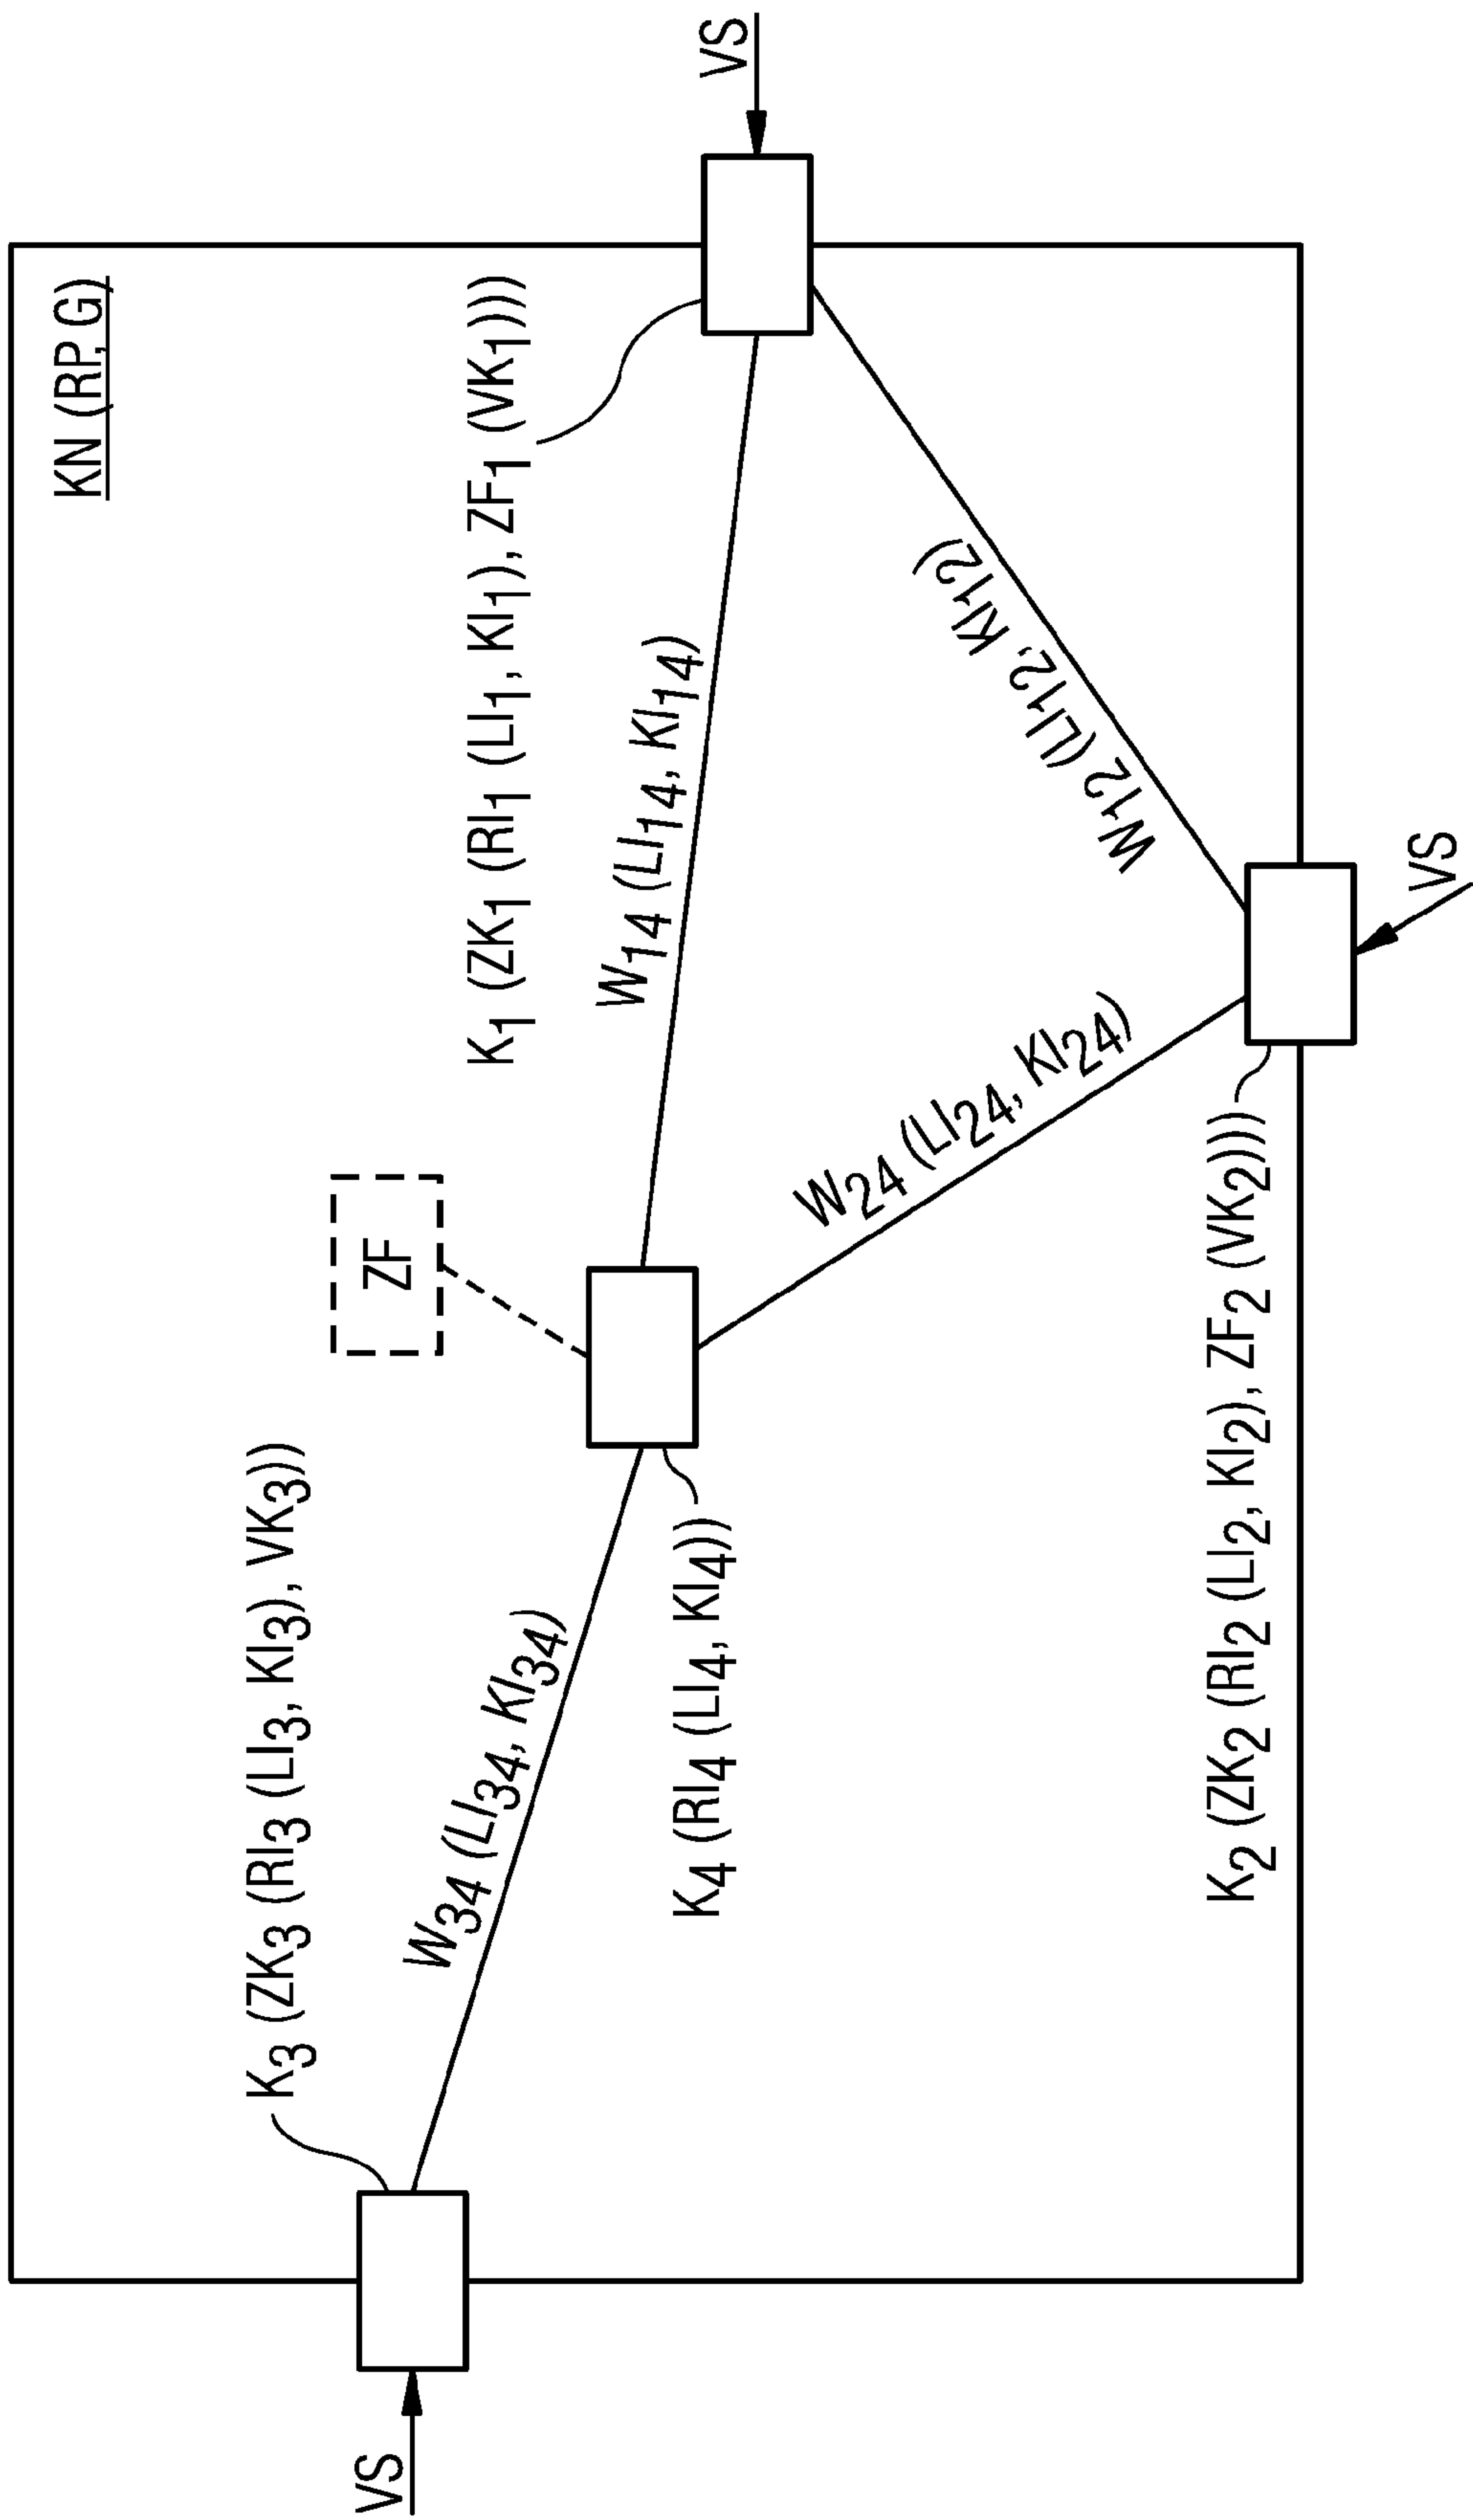 KN (RP, G)
VS
K₃ (ZK₃ (RI₃ (LI₃, KI₃), VK₃))
W₃₄ (LI₃₄, KI₃₄)
ZF
K₄ (RI₄ (LI₄, KI₄))
K₁ (ZK₁ (RI₁ (LI₁, KI₁), ZF₁ (VK₁)))
W₁₄ (LI₁₄, KI₁₄)
VS
W₂₄ (LI₂₄, KI₂₄)
W₁₂ (LI₁₂, KI₁₂)
K₂ (ZK₂ (RI₂ (LI₂, KI₂), ZF₂ (VK₂)))
VS